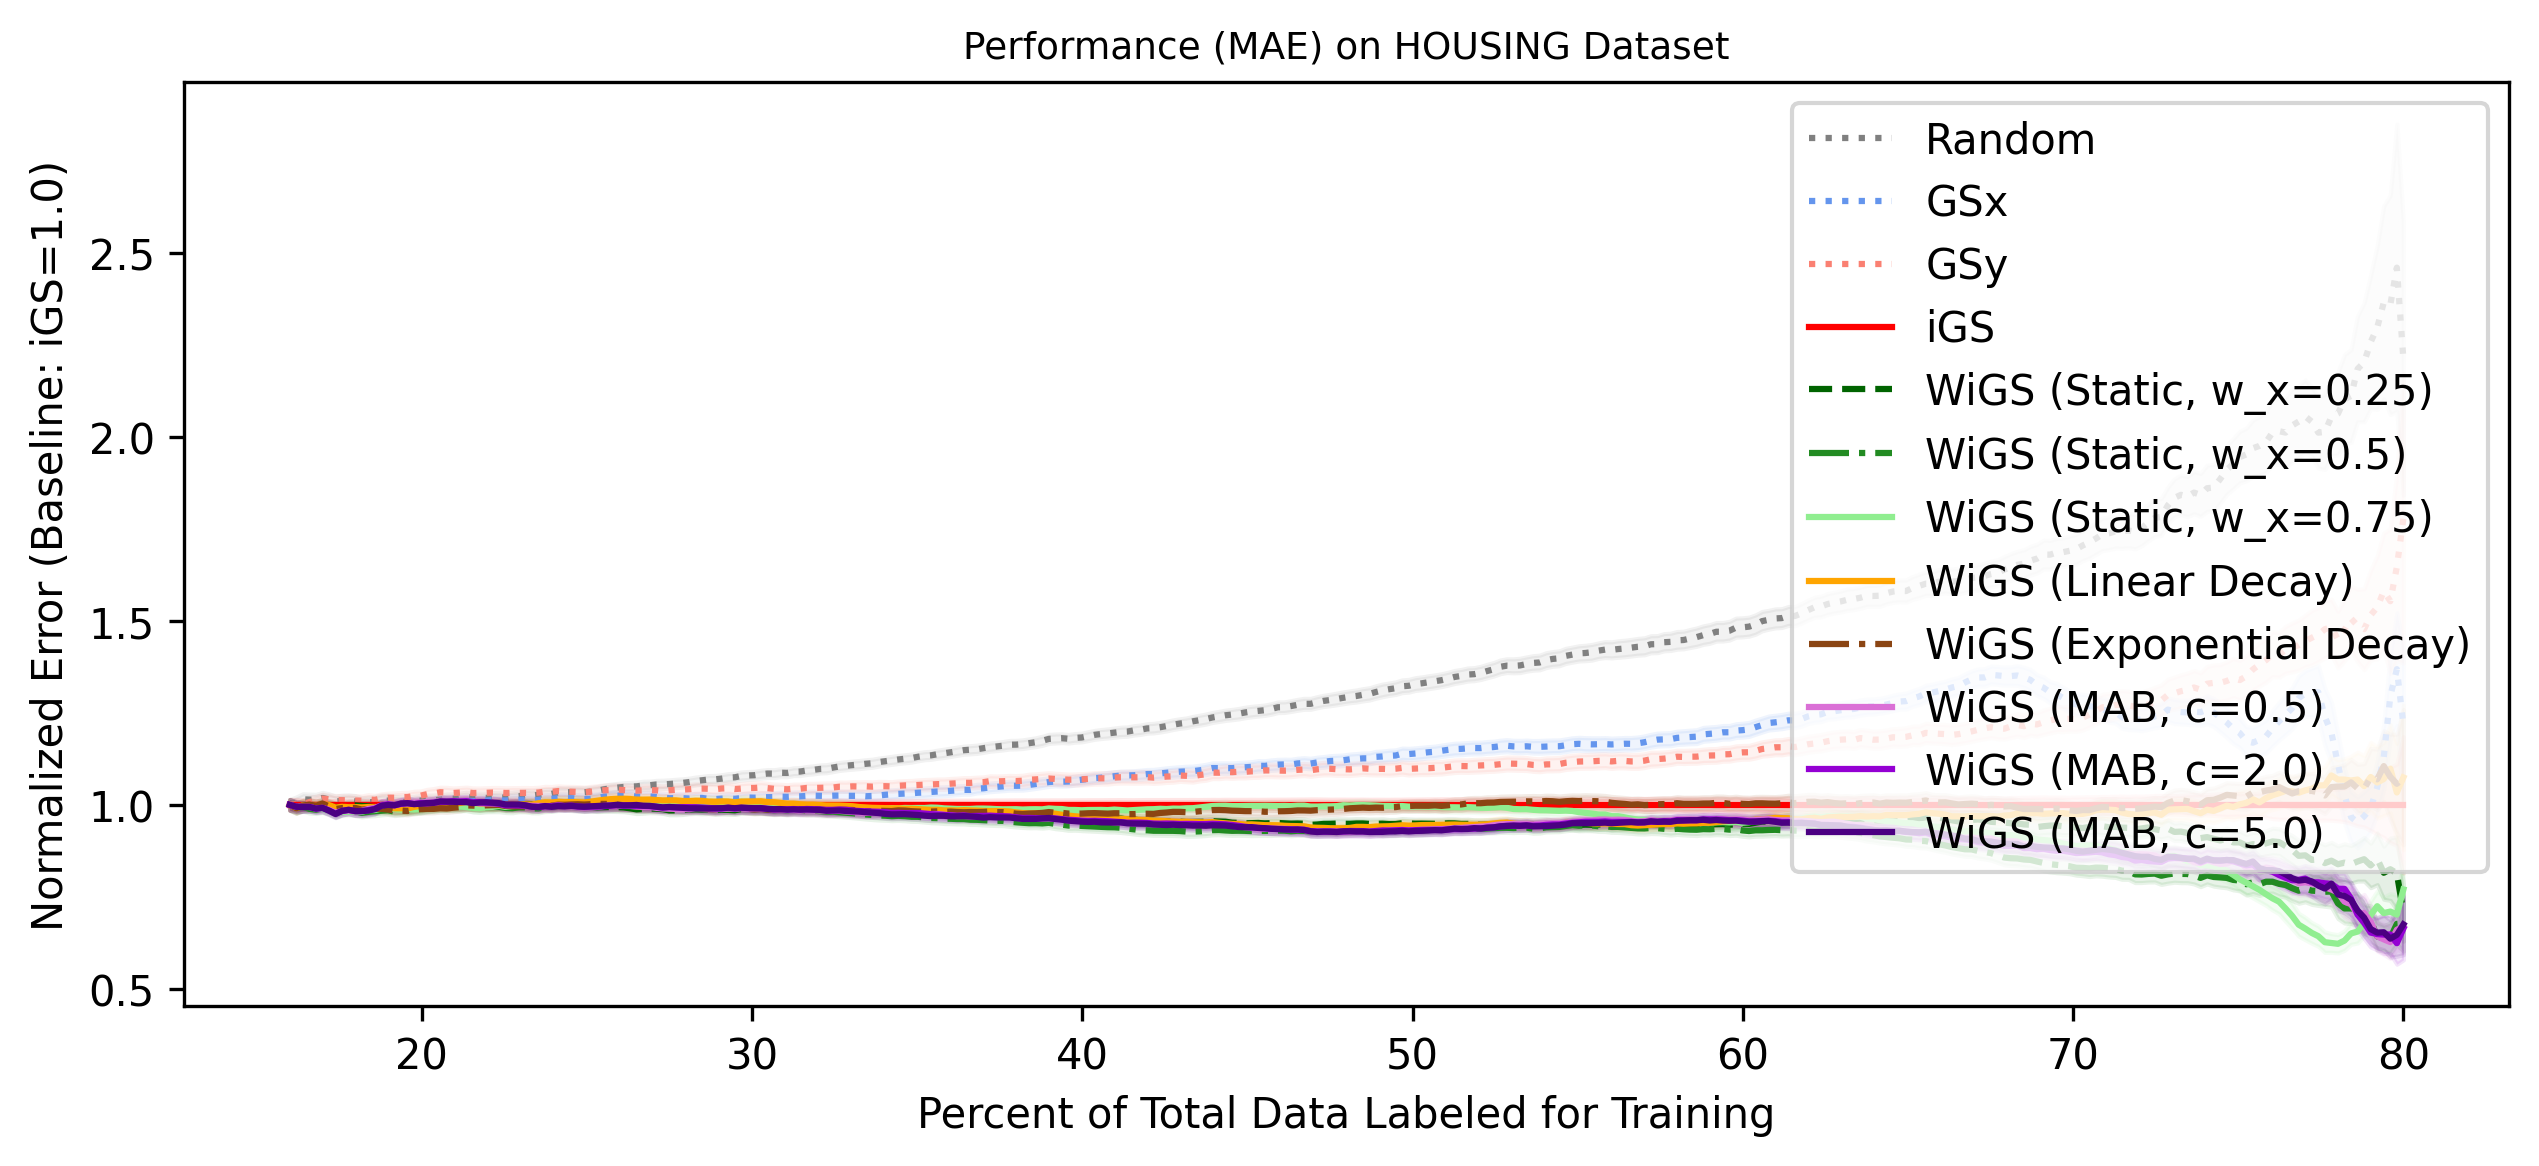 Performance (MAE) on HOUSING Dataset
Normalized Error (Baseline: iGS=1.0)
2.5
2.0
1.5
1.0
0.5
Random
GSx
GSy
iGS
WiGS (Static, w_x=0.25)
WiGS (Static, w_x=0.5)
WiGS (Static, w_x=0.75)
WiGS (Linear Decay)
WiGS (Exponential Decay)
WiGS (MAB, c=0.5)
WiGS (MAB, c=2.0)
WiGS (MAB, c=5.0)
20 30 40 50 60 70 80
Percent of Total Data Labeled for Training